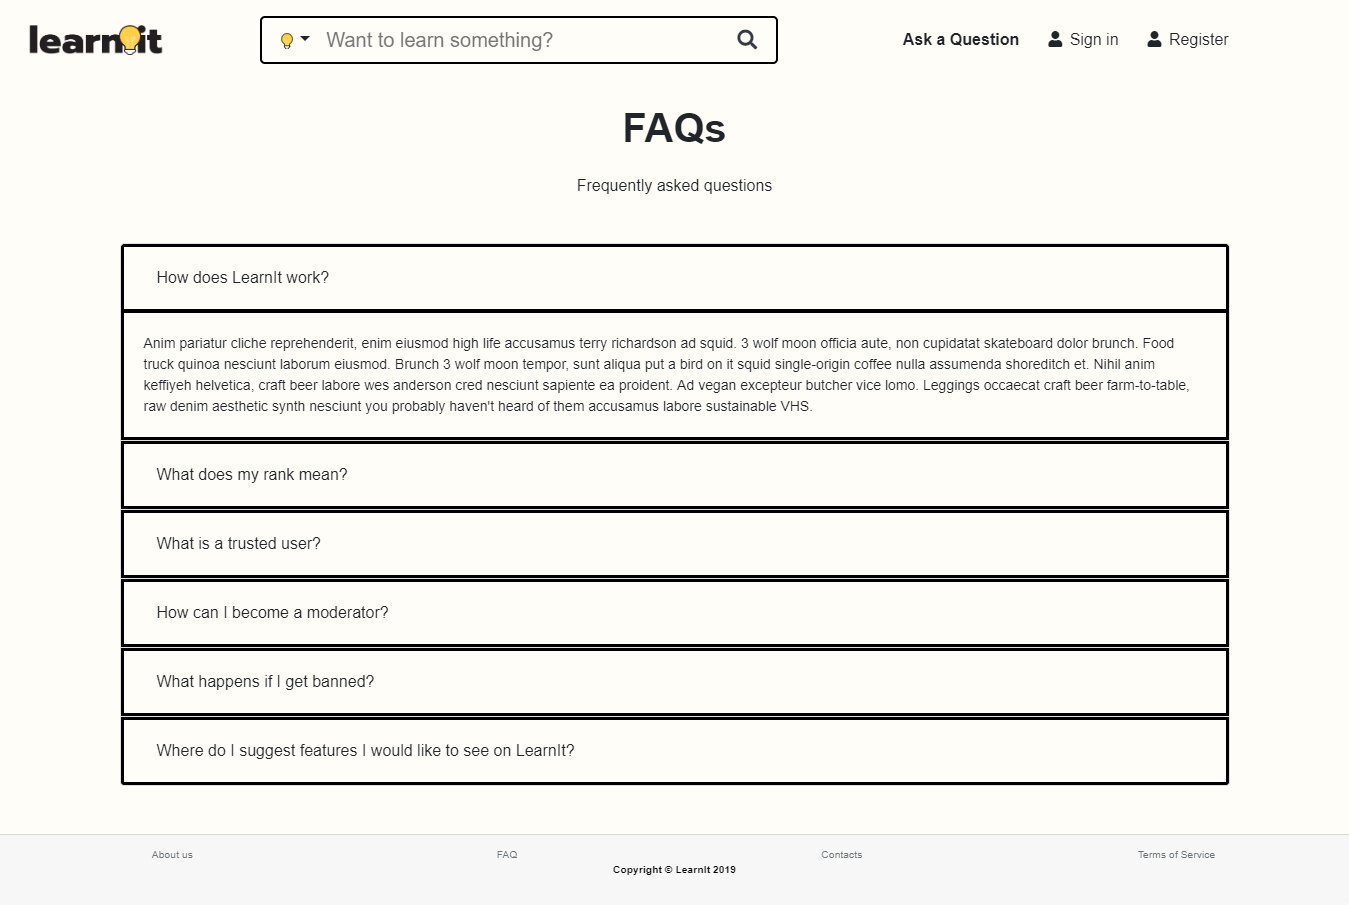 learnit
Want to learn something?
Ask a Question
Sign in
Register
FAQs
Frequently asked questions
How does LearnIt work?
Anim pariatur cliche reprehenderit, enim eiusmod high life accusamus terry richardson ad squid. 3 wolf moon officia aute, non cupidatat skateboard dolor brunch. Food
truck quinoa nesciunt laborum eiusmod. Brunch 3 wolf moon tempor, sunt aliqua put a bird on it squid single-origin coffee nulla assumenda shoreditch et. Nihil anim
keffiyeh helvetica, craft beer labore wes anderson cred nesciunt sapiente ea proident. Ad vegan excepteur butcher vice lomo. Leggings occaecat craft beer farm-to-table,
raw denim aesthetic synth nesciunt you probably haven't heard of them accusamus labore sustainable VHS.
What does my rank mean?
What is a trusted user?
How can I become a moderator?
What happens if I get banned?
Where do I suggest features I would like to see on LearnIt?
About us
FAQ
Contacts
Terms of Service
Copyright © LearnIt 2019